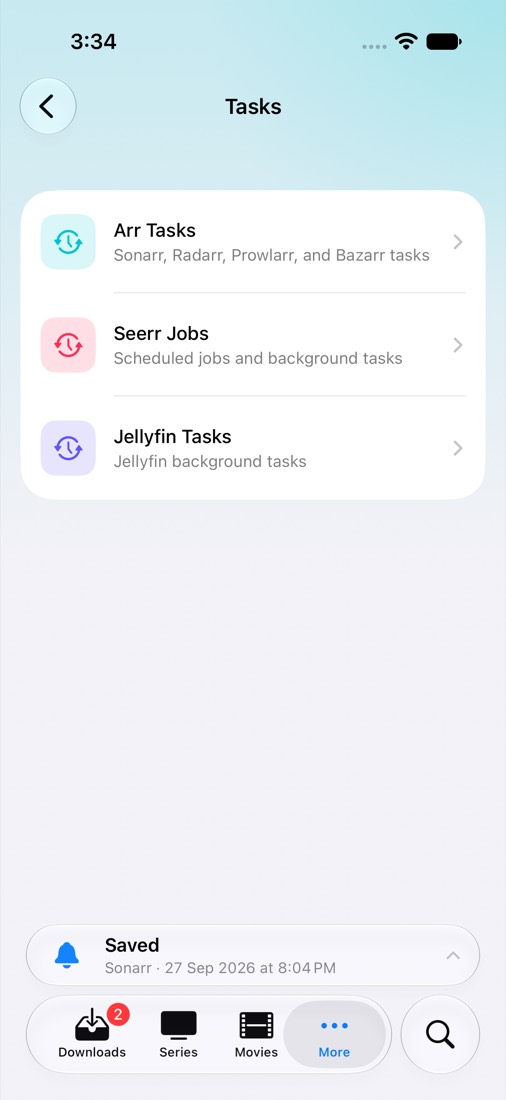 3:34
Tasks
Arr Tasks
Sonarr, Radarr, Prowlarr, and Bazarr tasks
Seerr Jobs
Scheduled jobs and background tasks
Jellyfin Tasks
Jellyfin background tasks
Saved
Sonarr · 27 Sep 2026 at 8:04 PM
2
Downloads
Series
Movies
More